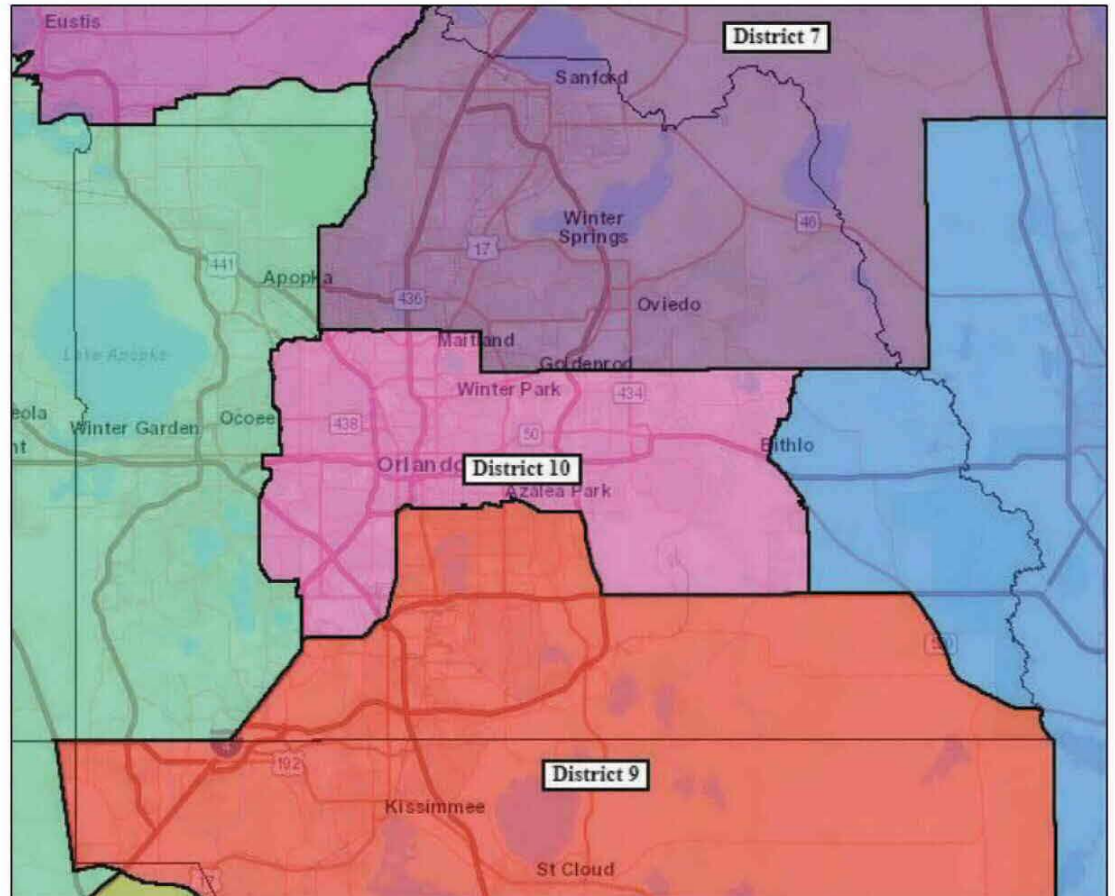 Eustis
District 7
Sanford
Winter
Springs
46
17
441
Apopka
436
Oviedo
Maitland
Lake Apopka
Goldenrod
Winter Park
434
Ocoee
438
Winter Garden
50
Bithlo
Orlando
District 10
Azalea Park
192
District 9
Kissimmee
St Cloud
17